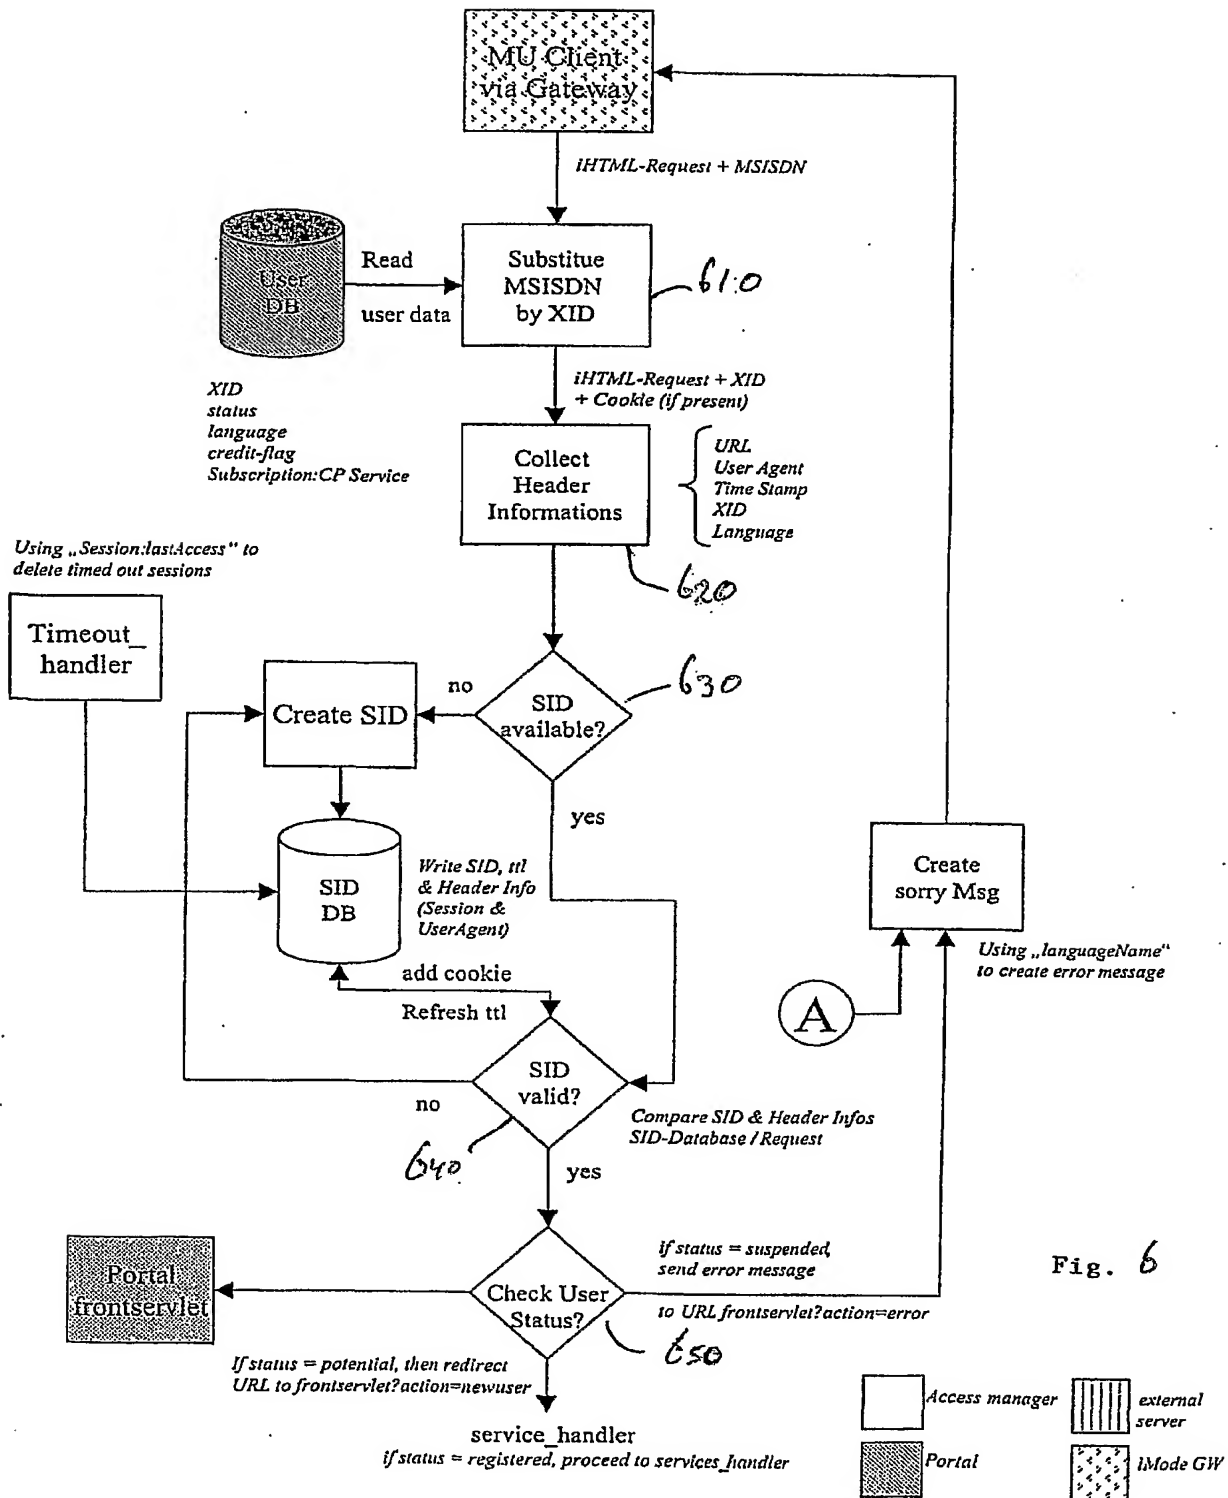 MU Client
via Gateway
iHTML-Request + MSISDN
User
DB
Read
user data
Substitue
MSISDN
by XID
610
XID
status
language
credit-flag
Subscription:CP Service
iHTML-Request + XID
+ Cookie (if present)
Collect
Header
Informations
URL
User Agent
Time Stamp
XID
Language
620
Using „Session:lastAccess" to
delete timed out sessions
Timeout_
handler
Create SID
no
SID
available?
630
yes
SID
DB
Write SID, ttl
& Header Info
(Session &
UserAgent)
add cookie
Refresh ttl
Create
sorry Msg
Using „languageName"
to create error message
A
SID
valid?
no
640
Compare SID & Header Infos
SID-Database / Request
yes
Portal
frontservlet
Check User
Status?
if status = suspended,
send error message
to URL frontservlet?action=error
650
If status = potential, then redirect
URL to frontservlet?action=newuser
service_handler
if status = registered, proceed to services_handler
Fig. 6
Access manager
external
server
Portal
iMode GW